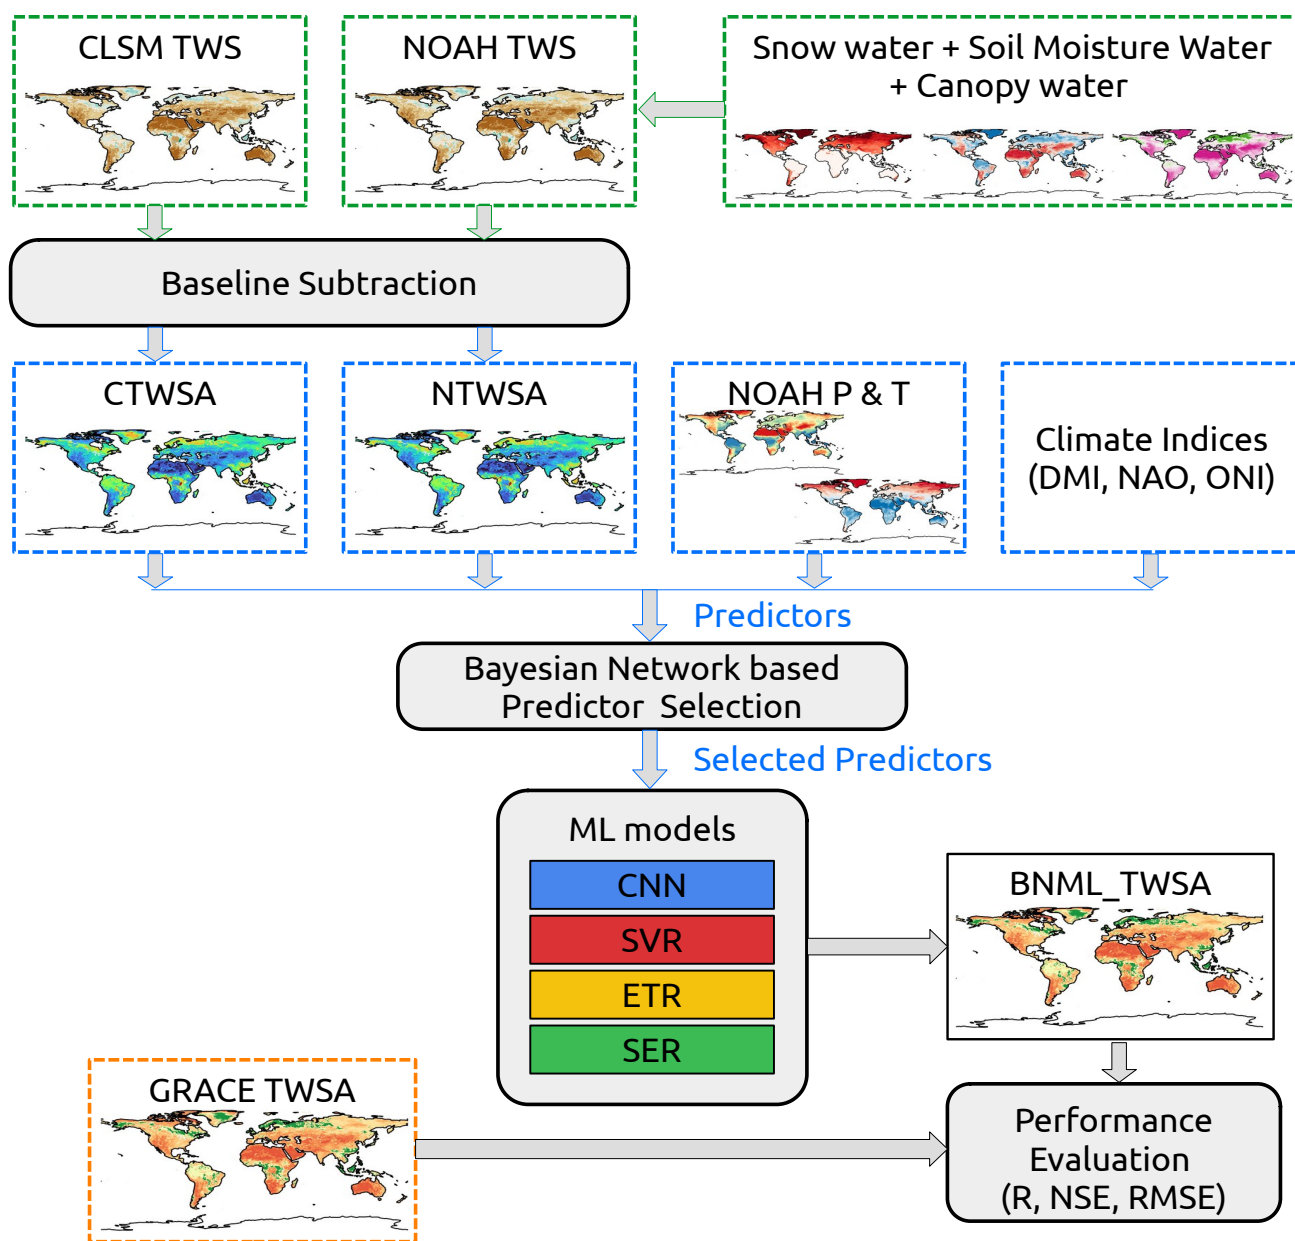 CLSM TWS
NOAH TWS
Snow water + Soil Moisture Water
+ Canopy water
Baseline Subtraction
CTWSA
NTWSA
NOAH P & T
Climate Indices
(DMI, NAO, ONI)
Predictors
Bayesian Network based
Predictor Selection
Selected Predictors
ML models
CNN
SVR
ETR
SER
BNML_TWSA
GRACE TWSA
Performance
Evaluation
(R, NSE, RMSE)